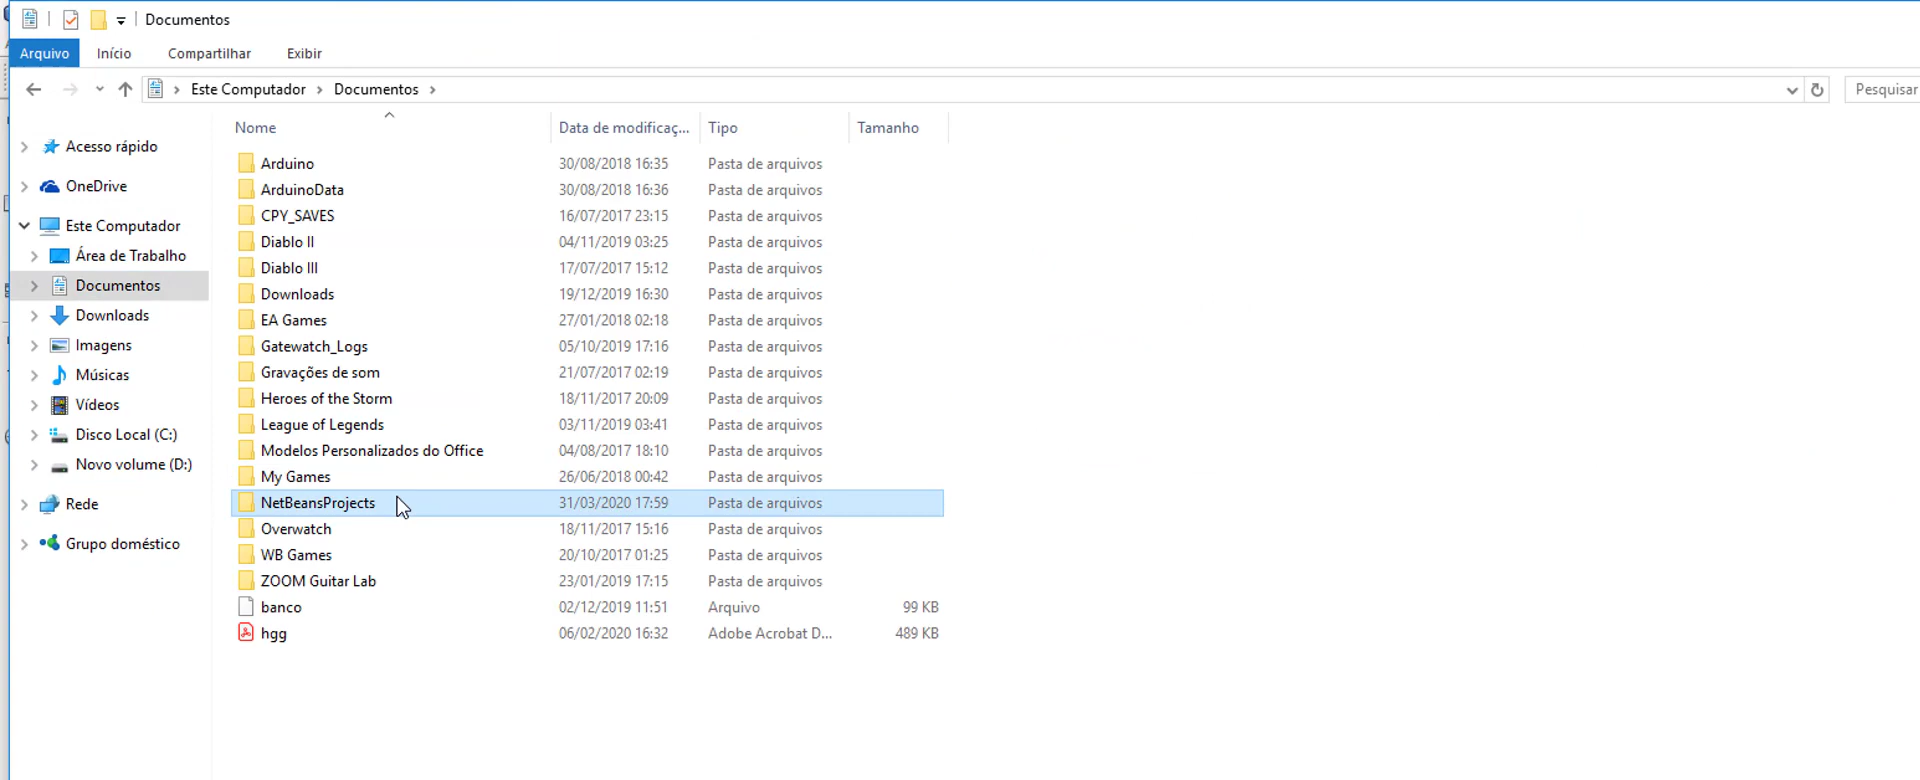 Documentos
Arquivo Início Compartilhar Exibir
Este Computador Documentos Pesquisar
Nome Data de modificaç... Tipo Tamanho
Acesso rápido
OneDrive
Este Computador
Área de Trabalho
Documentos
Downloads
Imagens
Músicas
Vídeos
Disco Local (C:)
Novo volume (D:)
Rede
Grupo doméstico
Arduino 30/08/2018 16:35 Pasta de arquivos
ArduinoData 30/08/2018 16:36 Pasta de arquivos
CPY_SAVES 16/07/2017 23:15 Pasta de arquivos
Diablo II 04/11/2019 03:25 Pasta de arquivos
Diablo III 17/07/2017 15:12 Pasta de arquivos
Downloads 19/12/2019 16:30 Pasta de arquivos
EA Games 27/01/2018 02:18 Pasta de arquivos
Gatewatch_Logs 05/10/2019 17:16 Pasta de arquivos
Gravações de som 21/07/2017 02:19 Pasta de arquivos
Heroes of the Storm 18/11/2017 20:09 Pasta de arquivos
League of Legends 03/11/2019 03:41 Pasta de arquivos
Modelos Personalizados do Office 04/08/2017 18:10 Pasta de arquivos
My Games 26/06/2018 00:42 Pasta de arquivos
NetBeansProjects 31/03/2020 17:59 Pasta de arquivos
Overwatch 18/11/2017 15:16 Pasta de arquivos
WB Games 20/10/2017 01:25 Pasta de arquivos
ZOOM Guitar Lab 23/01/2019 17:15 Pasta de arquivos
banco 02/12/2019 11:51 Arquivo 99 KB
hgg 06/02/2020 16:32 Adobe Acrobat D... 489 KB